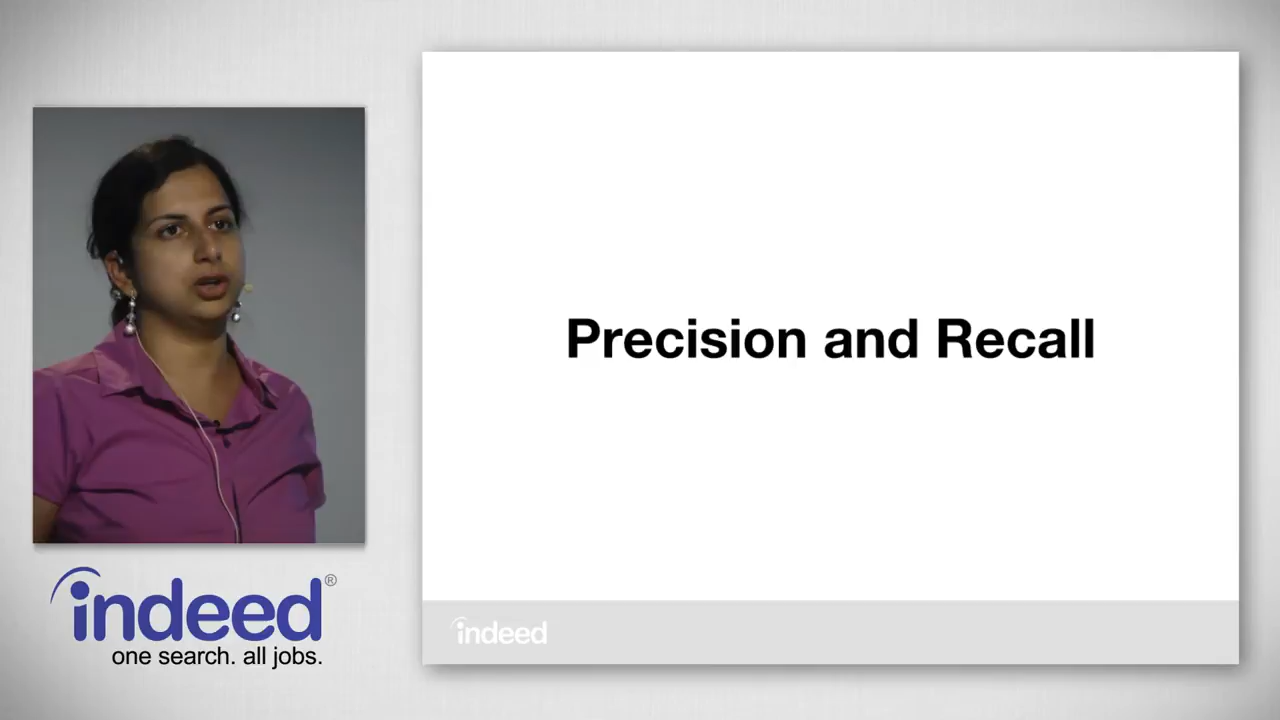 Precision and Recall
indeed
indeed®
one search. all jobs.